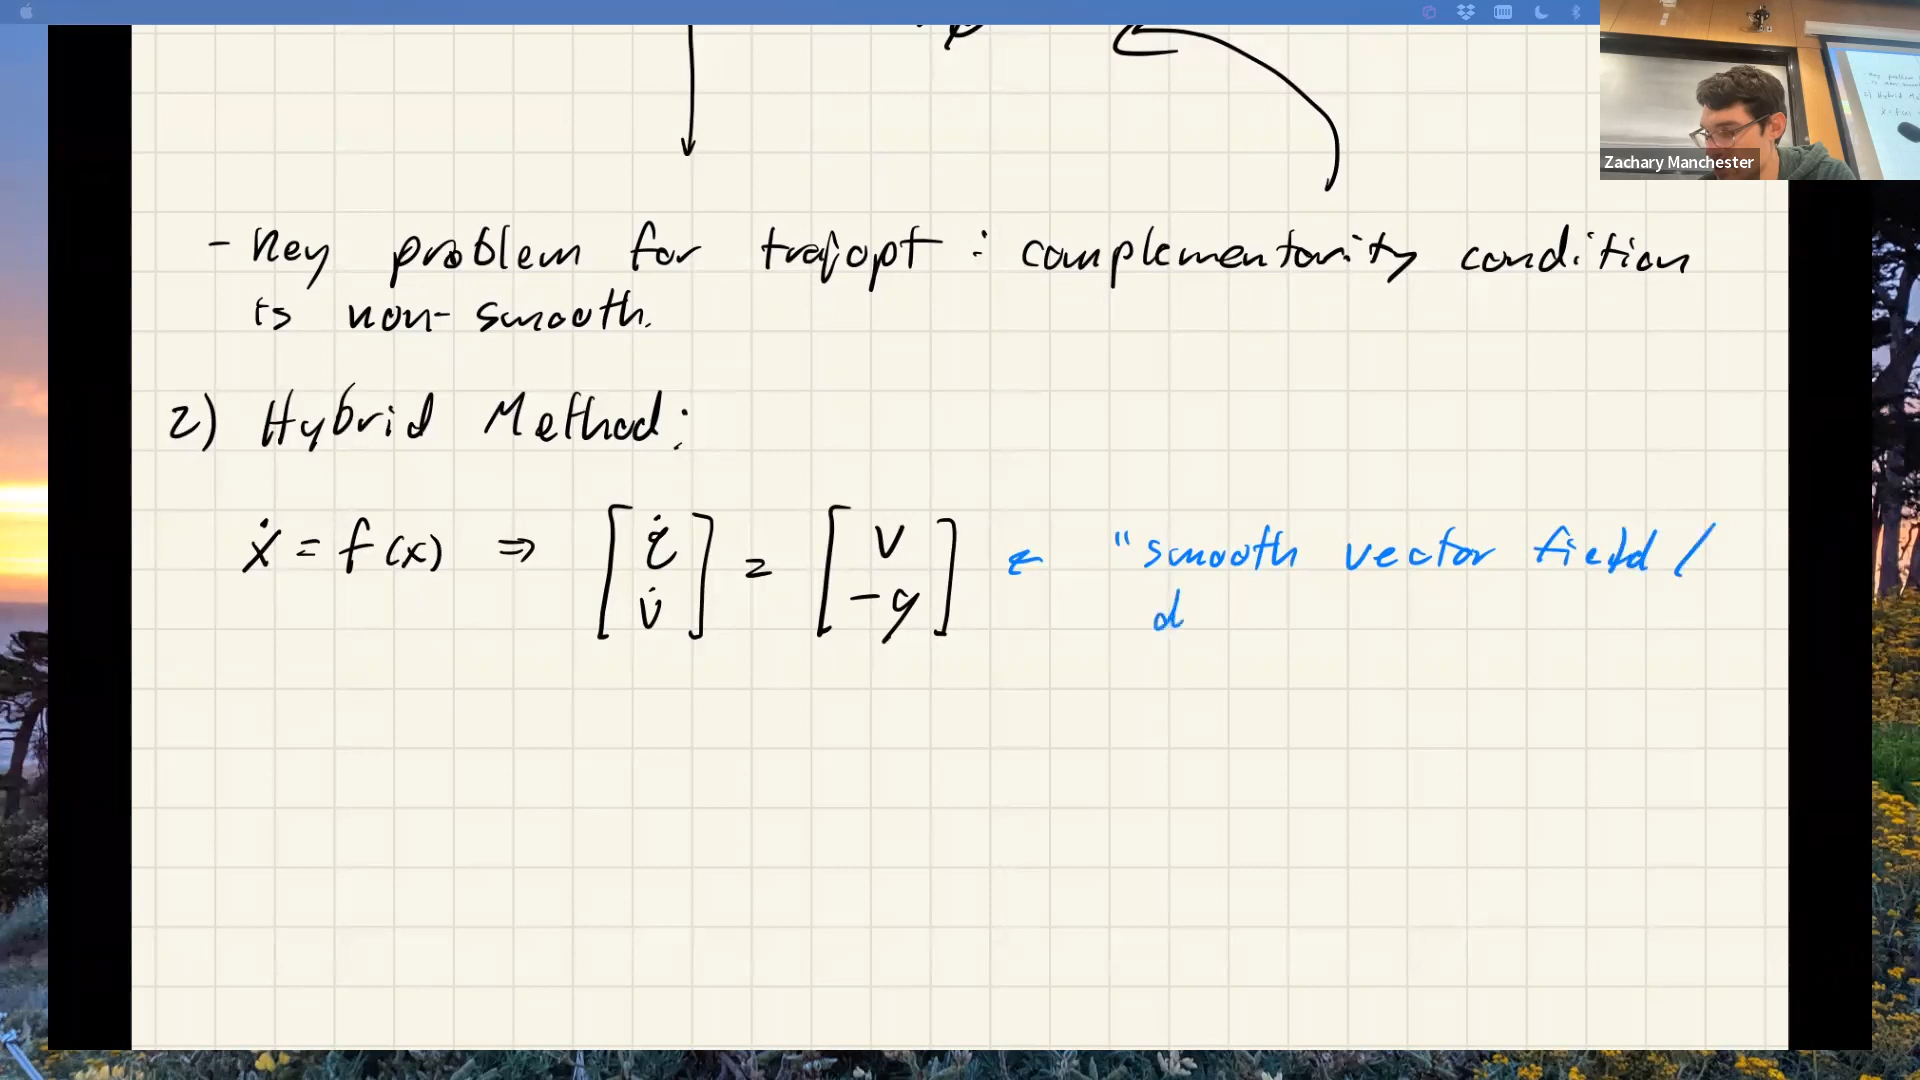 Zachary Manchester
- Key problem for trajopt : complementarity condition
is non-smooth.
2) Hybrid Method:
ẋ = f(x) ⇒ [q̇ v̇] = [v -g] ← "smooth vector field /
d